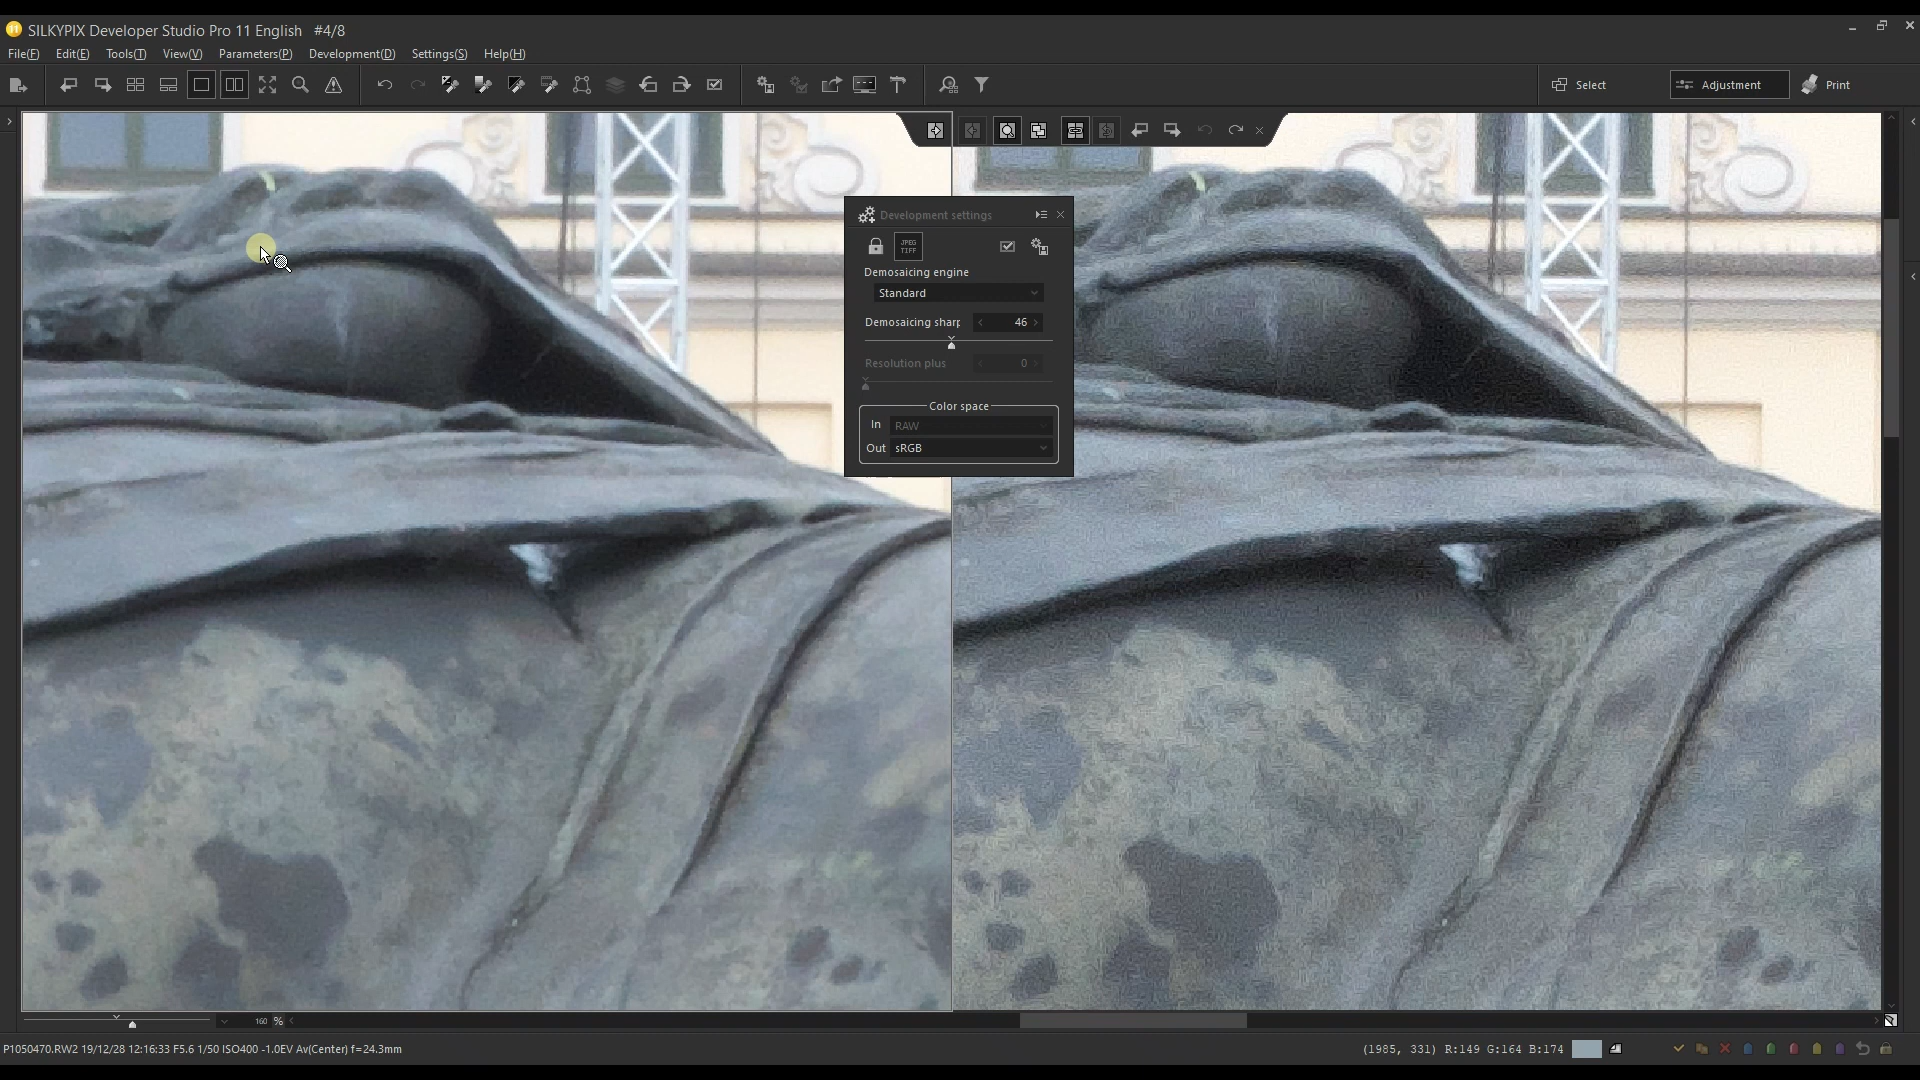 SILKYPIX Developer Studio Pro 11 English #4/8
File(F) Edit(E) Tools(T) View(V) Parameters(P) Development(D) Settings(S) Help(H)
Select Adjustment Print
Development settings
JPEG
TIFF
Demosaicing engine
Standard
Demosaicing sharp 46
Resolution plus 0
Color space
In RAW
Out sRGB
160 %
P1050470.RW2 19/12/28 12:16:33 F5.6 1/50 ISO400 -1.0EV Av(Center) f=24.3mm
(1985, 331) R:149 G:164 B:174